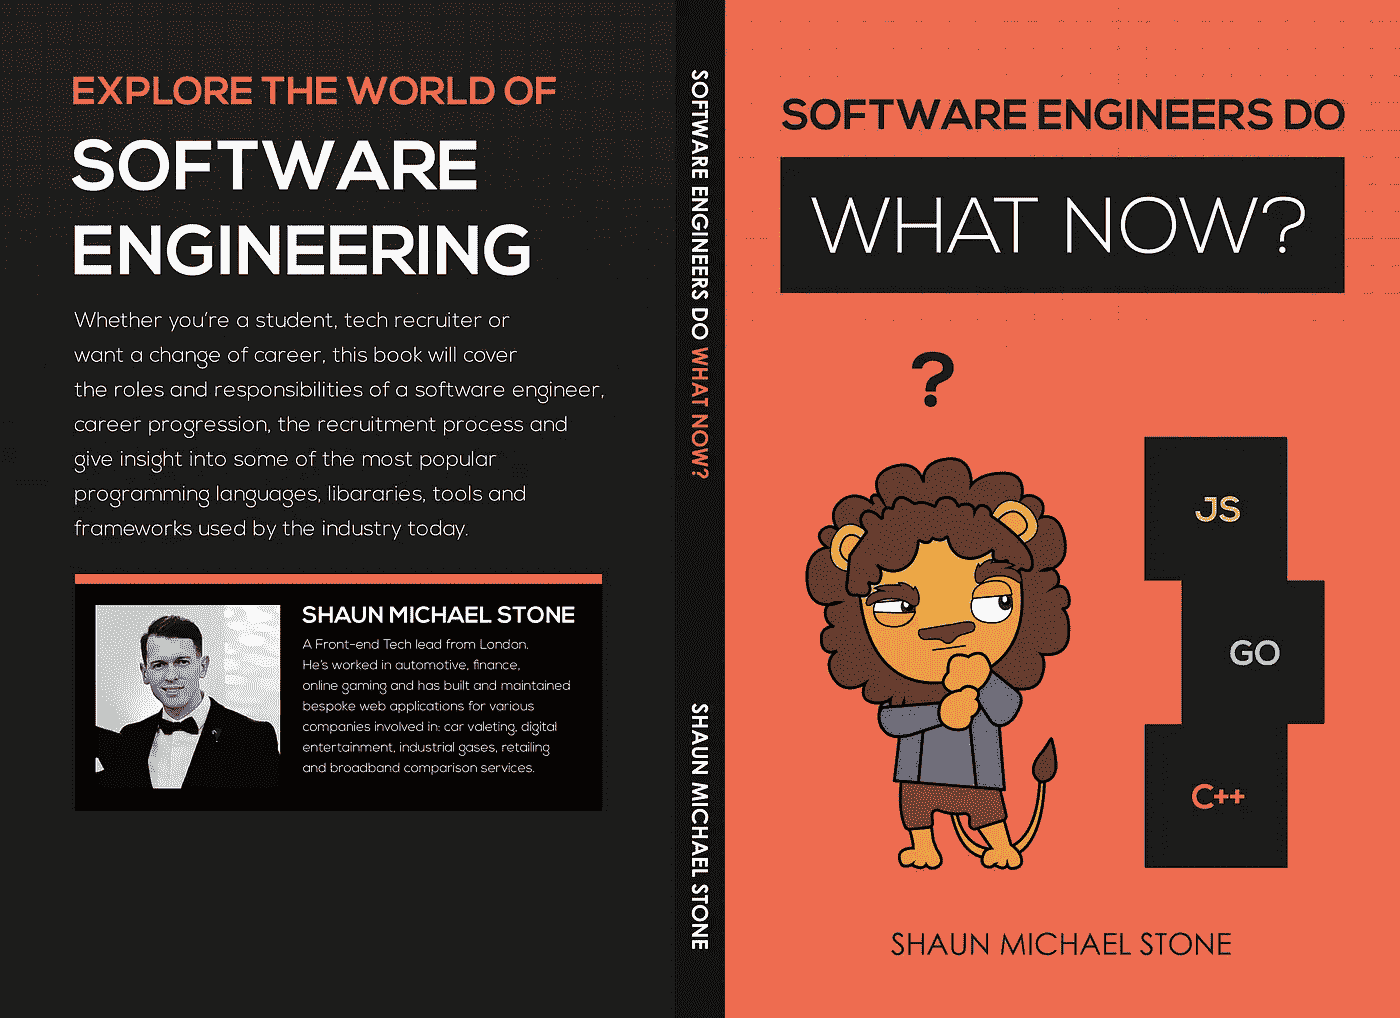 EXPLORE THE WORLD OF
SOFTWARE
ENGINEERING
Whether you're a student, tech recruiter or
want a change of career, this book will cover
the roles and responsibilities of a software engineer,
career progression, the recruitment process and
give insight into some of the most popular
programming languages, libararies, tools and
frameworks used by the industry today.
SHAUN MICHAEL STONE
A Front-end Tech lead from London.
He's worked in automotive, finance,
online gaming and has built and maintained
bespoke web applications for various
companies involved in: car valeting, digital
entertainment, industrial gases, retailing
and broadband comparison services.
SOFTWARE ENGINEERS DO WHAT NOW?
SHAUN MICHAEL STONE
SOFTWARE ENGINEERS DO
WHAT NOW?
?
JS
GO
C++
SHAUN MICHAEL STONE